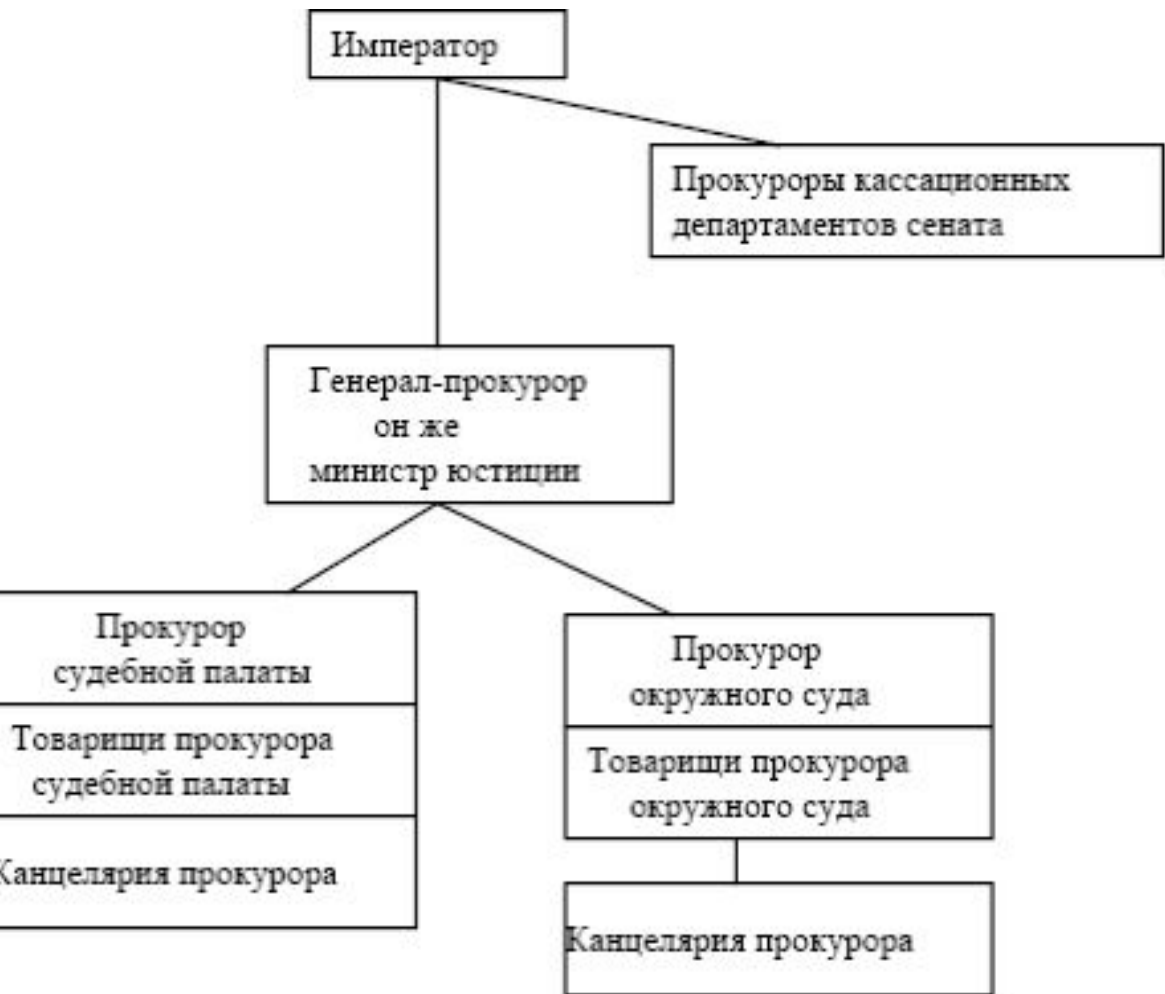 Император
Прокуроры кассационных
департаментов сената
Генерал-прокурор
он же
министр юстиции
Прокурор
судебной палаты
Товарищи прокурора
судебной палаты
Канцелярия прокурора
Прокурор
окружного суда
Товарищи прокурора
окружного суда
Канцелярия прокурора